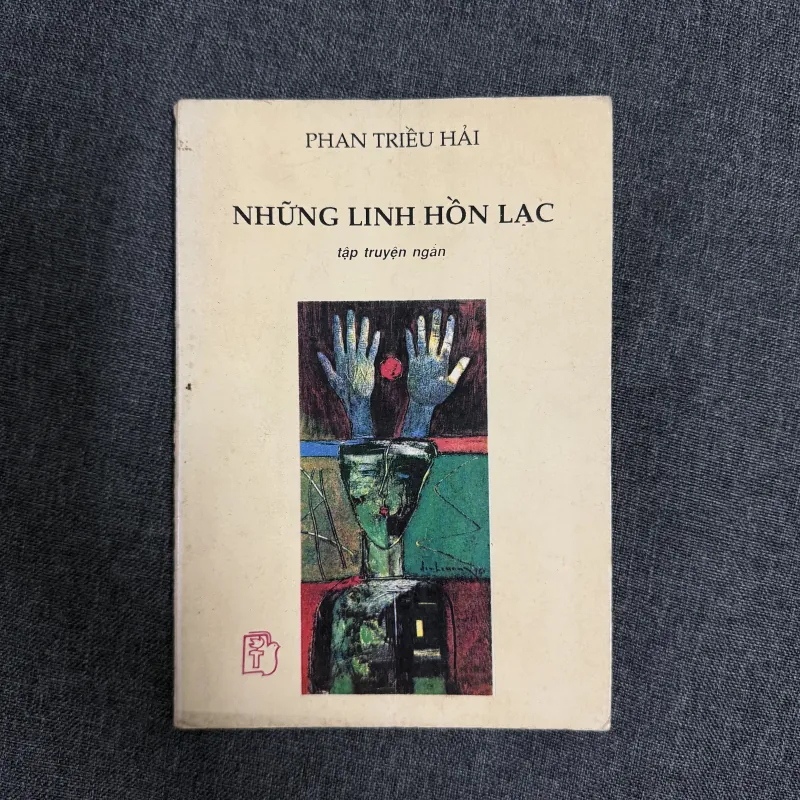 PHAN TRIỀU HẢI
NHỮNG LINH HỒN LẠC
tập truyện ngắn